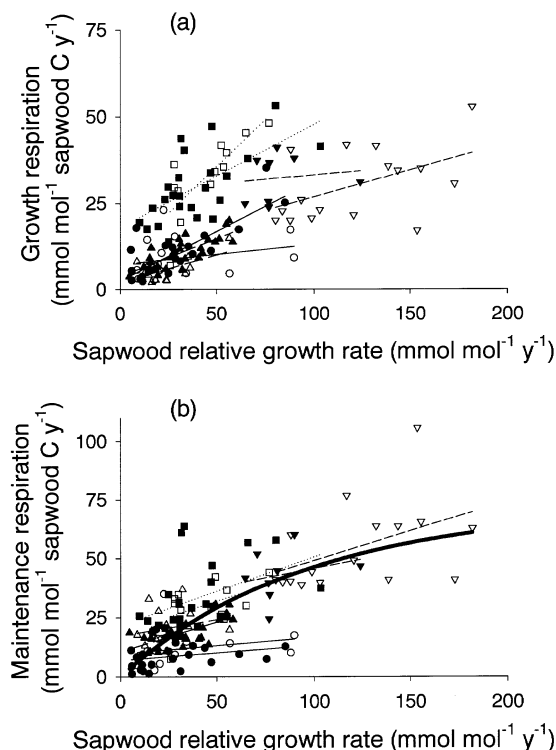 (a)
75
50
25
0
Growth respiration
(mmol mol⁻¹ sapwood C y⁻¹)
0 50 100 150 200
Sapwood relative growth rate (mmol mol⁻¹ y⁻¹)
(b)
100
75
50
25
0
Maintenance respiration
(mmol mol⁻¹ sapwood C y⁻¹)
0 50 100 150 200
Sapwood relative growth rate (mmol mol⁻¹ y⁻¹)